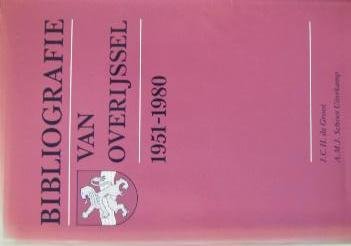 BIBLIOGRAFIE
VAN
OVERIJSSEL
1951-1980
J.C.H. de Groot
A.M.J. Schoot Uiterkamp